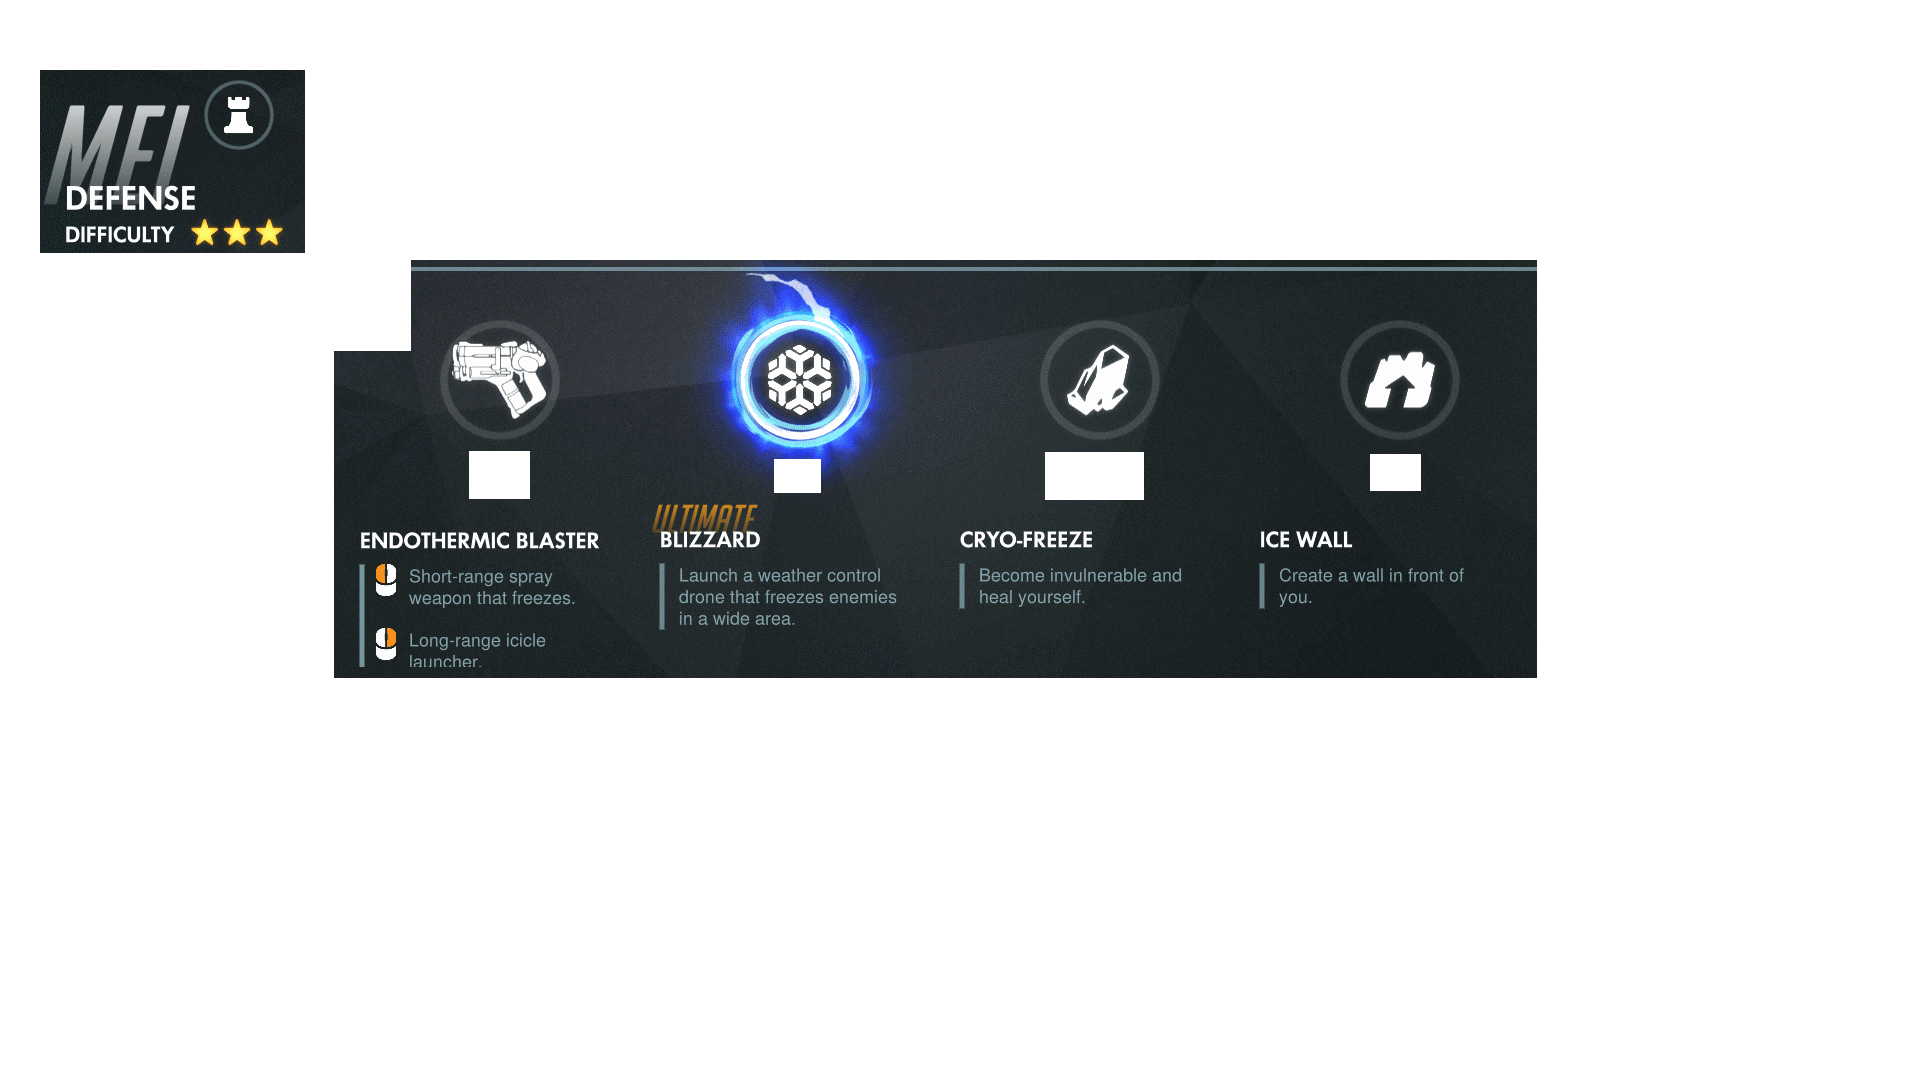 MEI
DEFENSE
DIFFICULTY
ULTIMATE
ENDOTHERMIC BLASTER
Short-range spray
weapon that freezes.
Long-range icicle
launcher.
BLIZZARD
Launch a weather control
drone that freezes enemies
in a wide area.
CRYO-FREEZE
Become invulnerable and
heal yourself.
ICE WALL
Create a wall in front of
you.